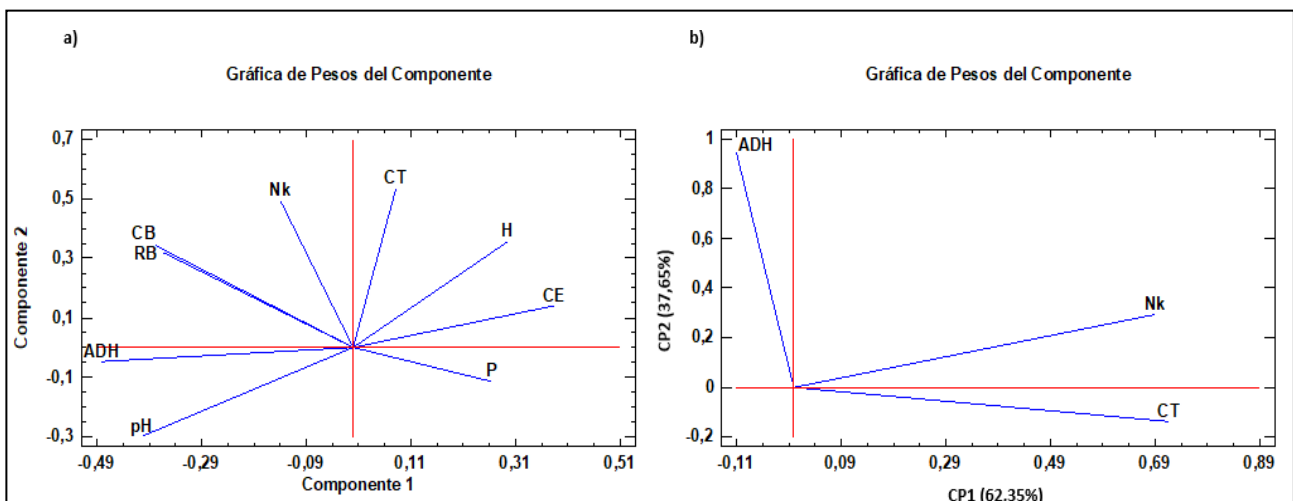 a)
Gráfica de Pesos del Componente
0,7
0,5
0,3
0,1
-0,1
-0,3
Componente 2
Nk
CT
CB
RB
H
CE
ADH
P
pH
-0,49
-0,29
-0,09
0,11
0,31
0,51
Componente 1
b)
Gráfica de Pesos del Componente
1
0,8
0,6
0,4
0,2
0
-0,2
CP2 (37,65%)
ADH
Nk
CT
-0,11
0,09
0,29
0,49
0,69
0,89
CP1 (62,35%)